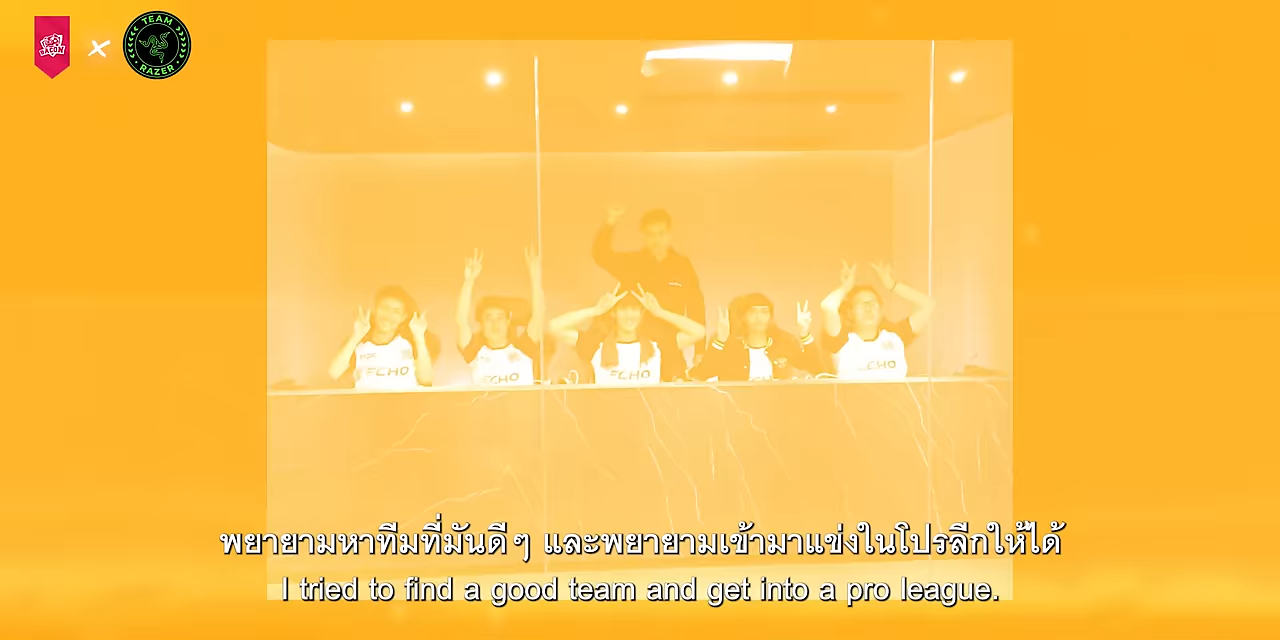 BACON
TEAM
RAZER
ECHO
ECHO
ECHO
ECHO
พยายามหาทีมที่มันดีๆ และพยายามเข้ามาแข่งในโปรลีกให้ได้
I tried to find a good team and get into a pro league.